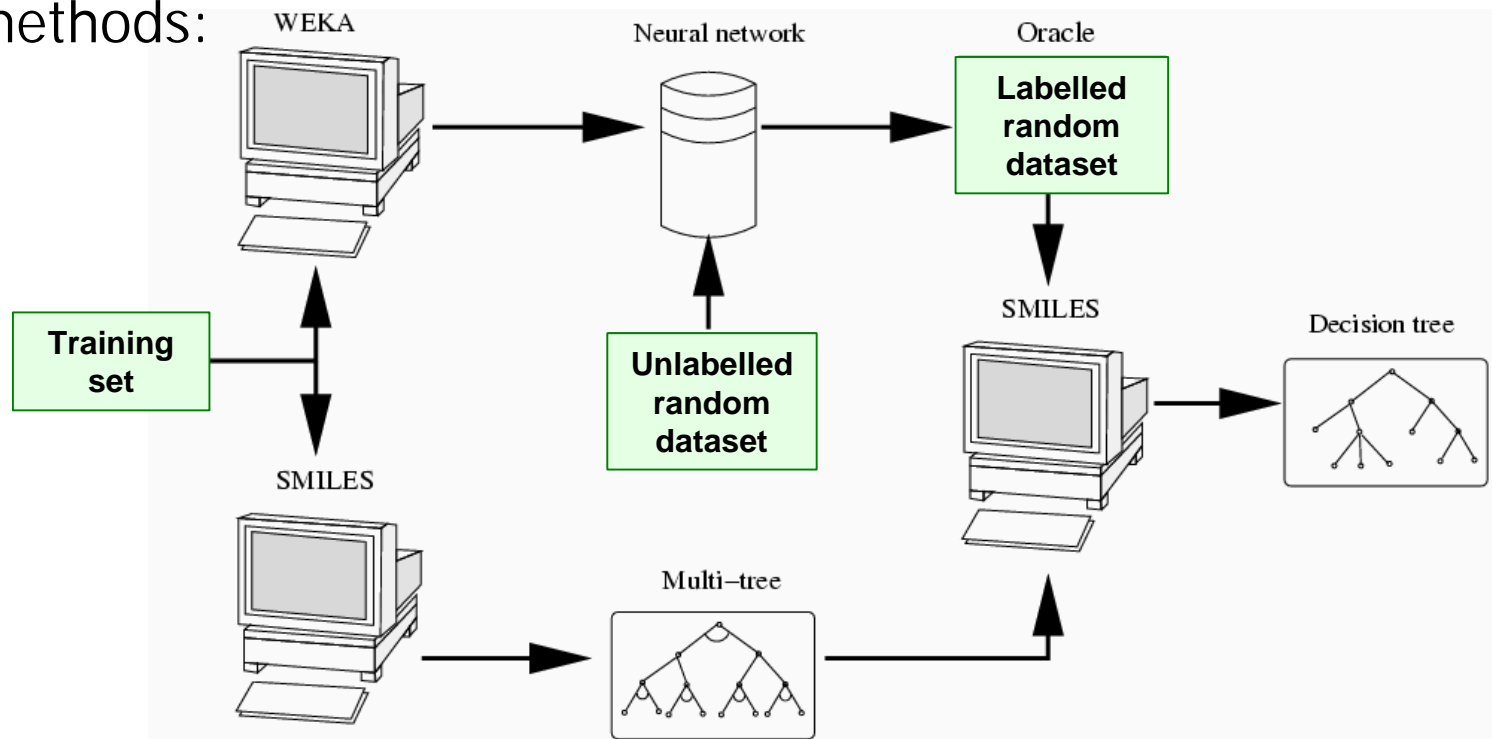 methods:
WEKA
Neural network
Oracle
Labelled
random
dataset
Training
set
Unlabelled
random
dataset
SMILES
Decision tree
SMILES
Multi–tree